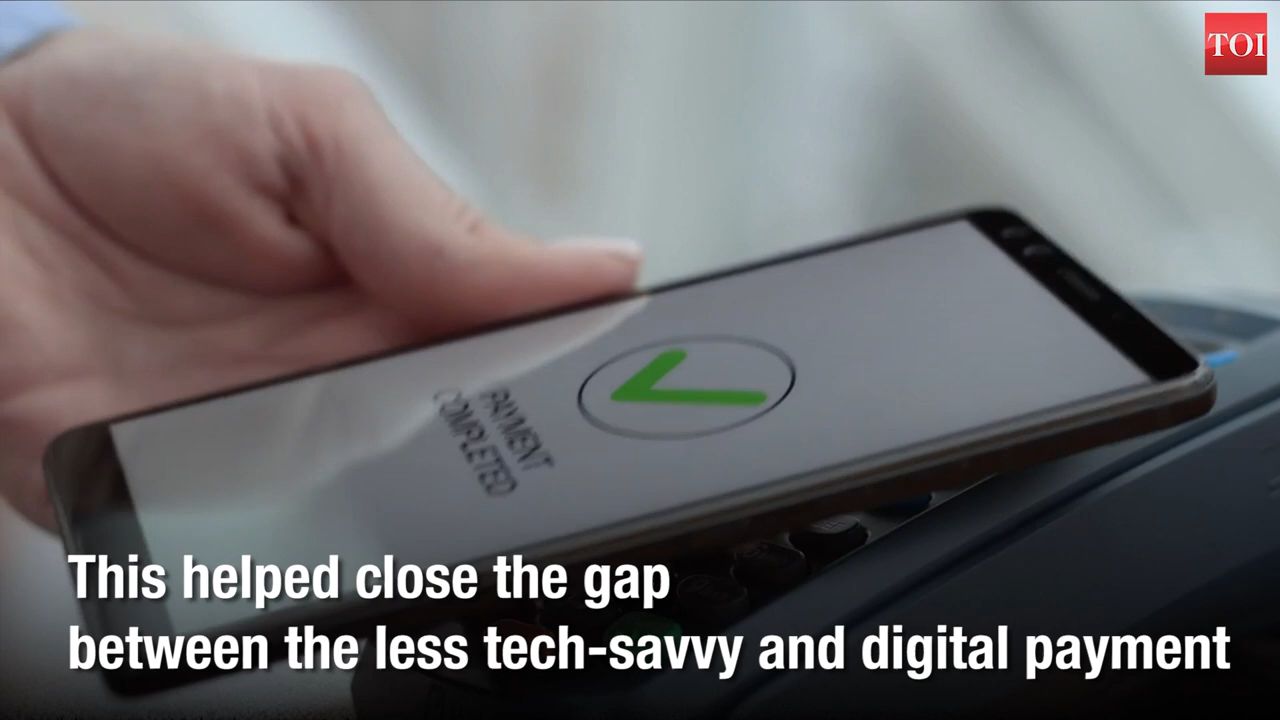 TOI
PAYMENT
COMPLETED
This helped close the gap
between the less tech-savvy and digital payment